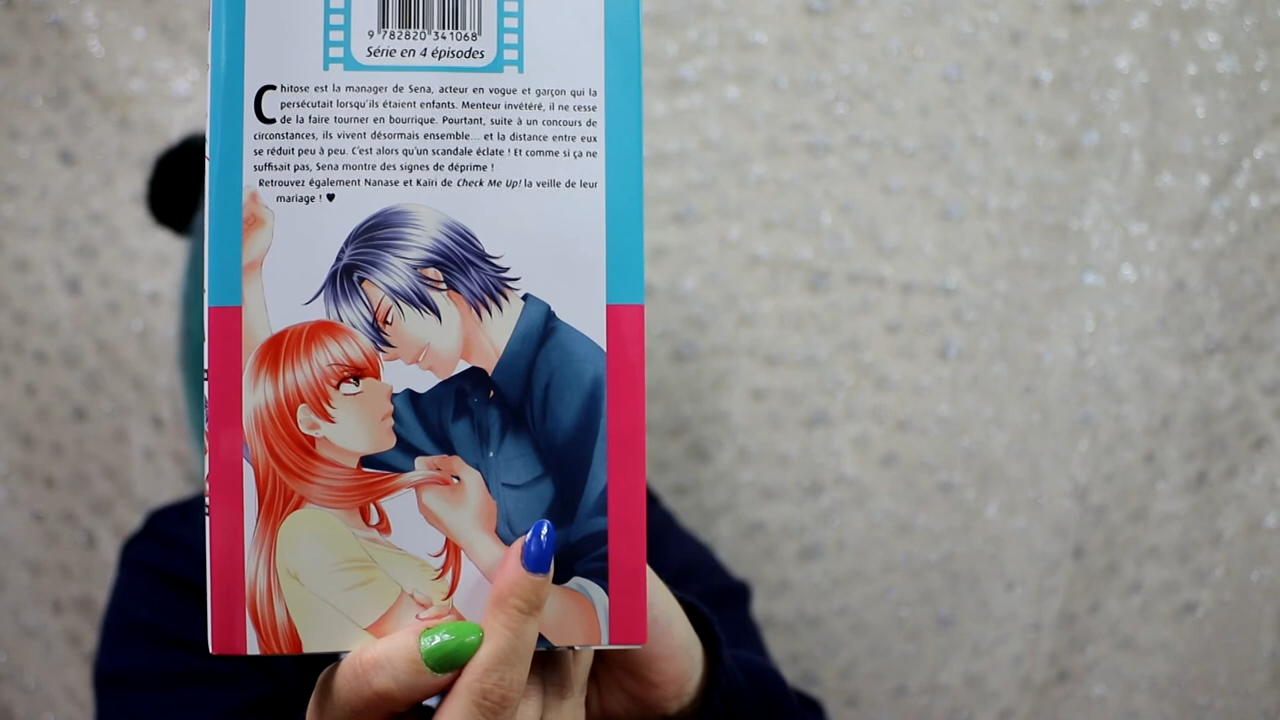 9 782820 341068
Série en 4 épisodes
Chitose est la manager de Sena, acteur en vogue et garçon qui la
persécutait lorsqu'ils étaient enfants. Menteur invétéré, il ne cesse
de la faire tourner en bourrique. Pourtant, suite à un concours de
circonstances, ils vivent désormais ensemble... et la distance entre eux
se réduit peu à peu. C'est alors qu'un scandale éclate ! Et comme si ça ne
suffisait pas, Sena montre des signes de déprime !
Retrouvez également Nanase et Kaïri de Check Me Up! la veille de leur
mariage ! ♥